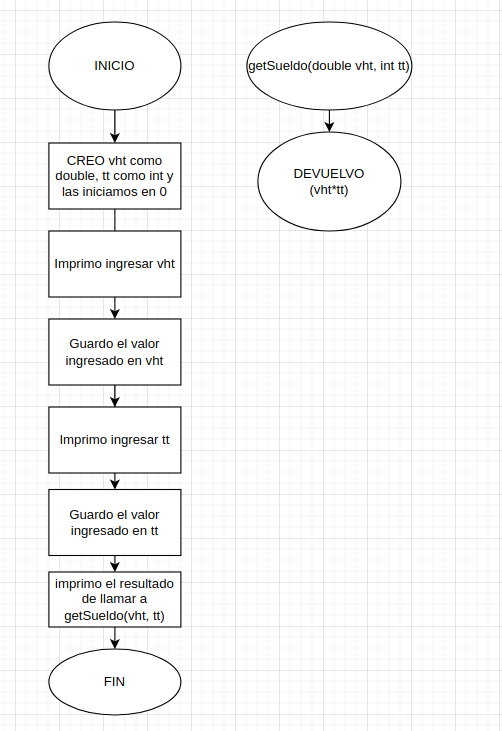 INICIO
CREO vht como
double, tt como int y
las iniciamos en 0
Imprimo ingresar vht
Guardo el valor
ingresado en vht
Imprimo ingresar tt
Guardo el valor
ingresado en tt
imprimo el resultado
de llamar a
getSueldo(vht, tt)
FIN
getSueldo(double vht, int tt)
DEVUELVO
(vht*tt)